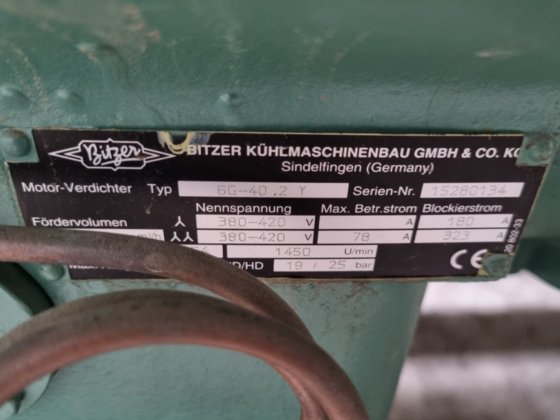 Bitzer
BITZER KÜHLMASCHINENBAU GMBH & CO. KG
Sindelfingen (Germany)
Motor-Verdichter Typ 6G-40.2 Y Serien-Nr. 15280134
Nennspannung Max. Betr.strom Blockierstrom
Fördervolumen 380-420 V A 180 A
380-420 V 78 A 323 A
1450 U/min
ND/HD 19 / 25 bar
CE